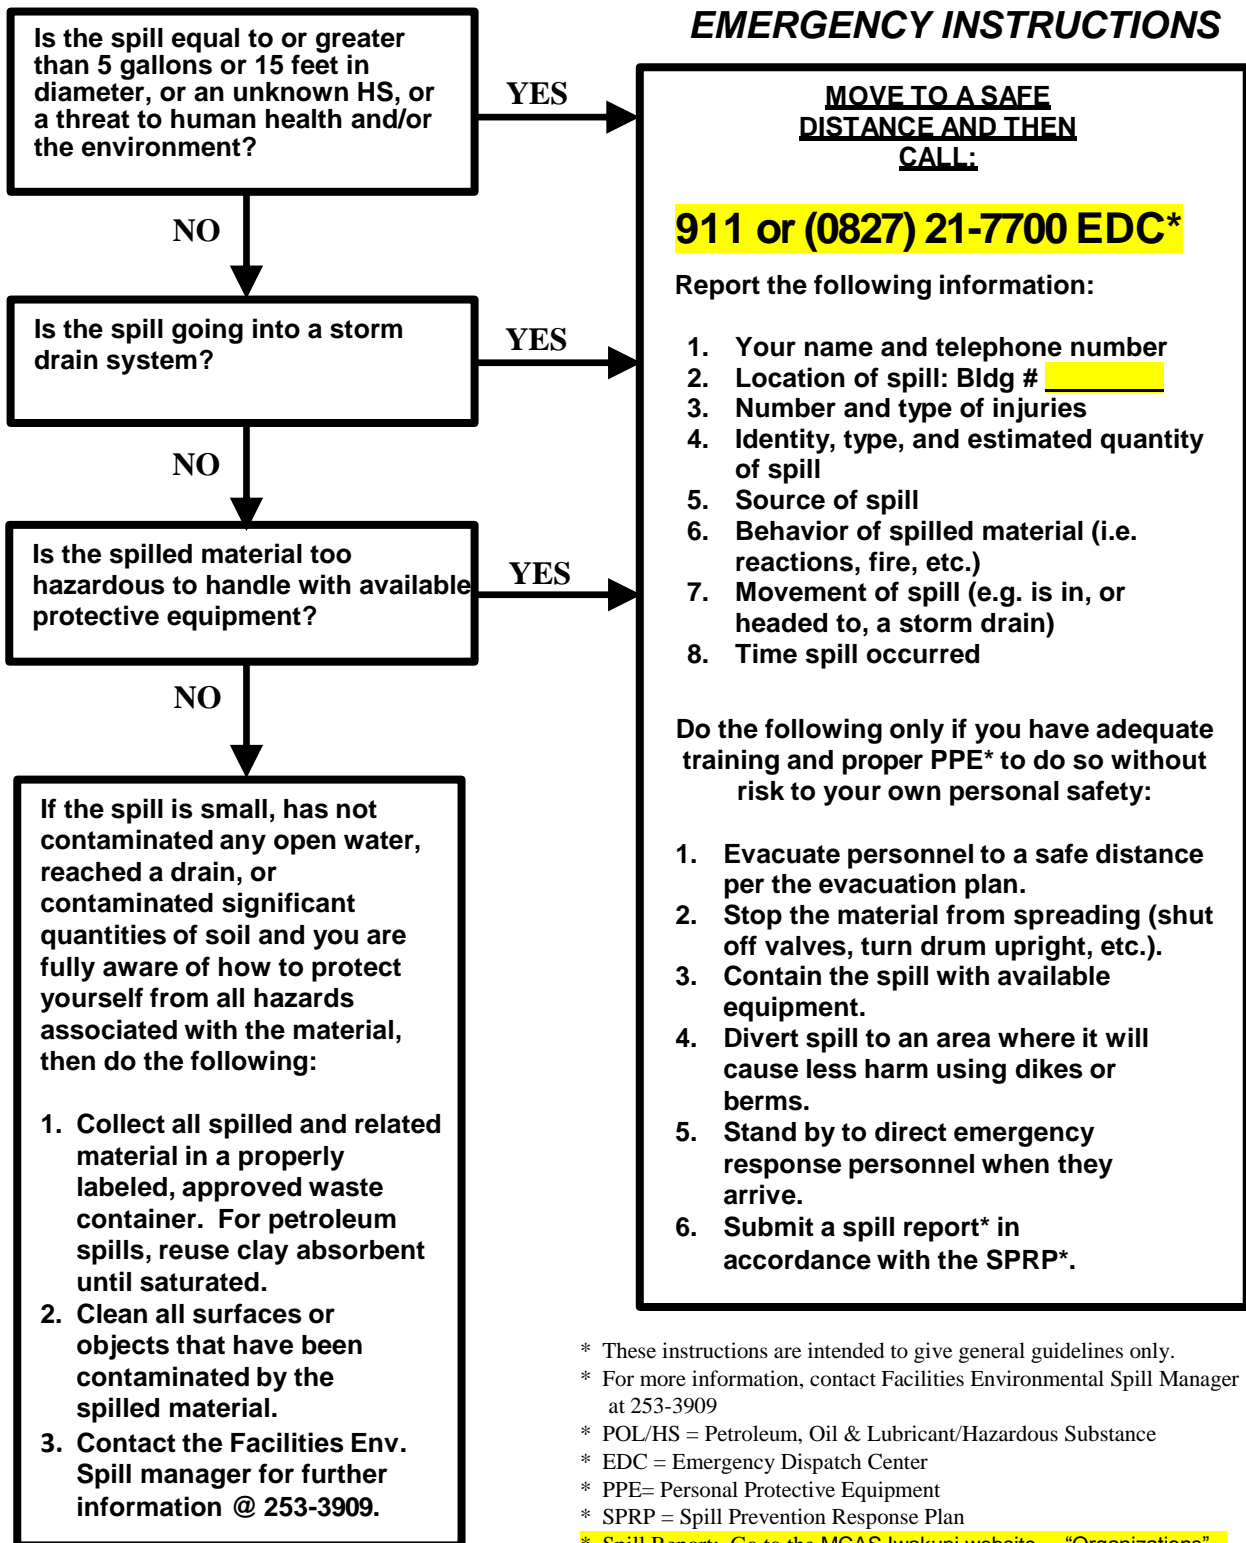 EMERGENCY INSTRUCTIONS
Is the spill equal to or greater
than 5 gallons or 15 feet in
diameter, or an unknown HS, or
a threat to human health and/or
the environment?
YES
NO
Is the spill going into a storm
drain system?
YES
NO
Is the spilled material too
hazardous to handle with available
protective equipment?
YES
NO
If the spill is small, has not
contaminated any open water,
reached a drain, or
contaminated significant
quantities of soil and you are
fully aware of how to protect
yourself from all hazards
associated with the material,
then do the following:
1. Collect all spilled and related
material in a properly
labeled, approved waste
container. For petroleum
spills, reuse clay absorbent
until saturated.
2. Clean all surfaces or
objects that have been
contaminated by the
spilled material.
3. Contact the Facilities Env.
Spill manager for further
information @ 253-3909.
MOVE TO A SAFE
DISTANCE AND THEN
CALL:
911 or (0827) 21-7700 EDC*
Report the following information:
1. Your name and telephone number
2. Location of spill: Bldg # ________
3. Number and type of injuries
4. Identity, type, and estimated quantity
of spill
5. Source of spill
6. Behavior of spilled material (i.e.
reactions, fire, etc.)
7. Movement of spill (e.g. is in, or
headed to, a storm drain)
8. Time spill occurred
Do the following only if you have adequate
training and proper PPE* to do so without
risk to your own personal safety:
1. Evacuate personnel to a safe distance
per the evacuation plan.
2. Stop the material from spreading (shut
off valves, turn drum upright, etc.).
3. Contain the spill with available
equipment.
4. Divert spill to an area where it will
cause less harm using dikes or
berms.
5. Stand by to direct emergency
response personnel when they
arrive.
6. Submit a spill report* in
accordance with the SPRP*.
* These instructions are intended to give general guidelines only.
* For more information, contact Facilities Environmental Spill Manager
at 253-3909
* POL/HS = Petroleum, Oil & Lubricant/Hazardous Substance
* EDC = Emergency Dispatch Center
* PPE= Personal Protective Equipment
* SPRP = Spill Prevention Response Plan
* Spill Report: Go to the MCAS Iwakuni website "Organizations"